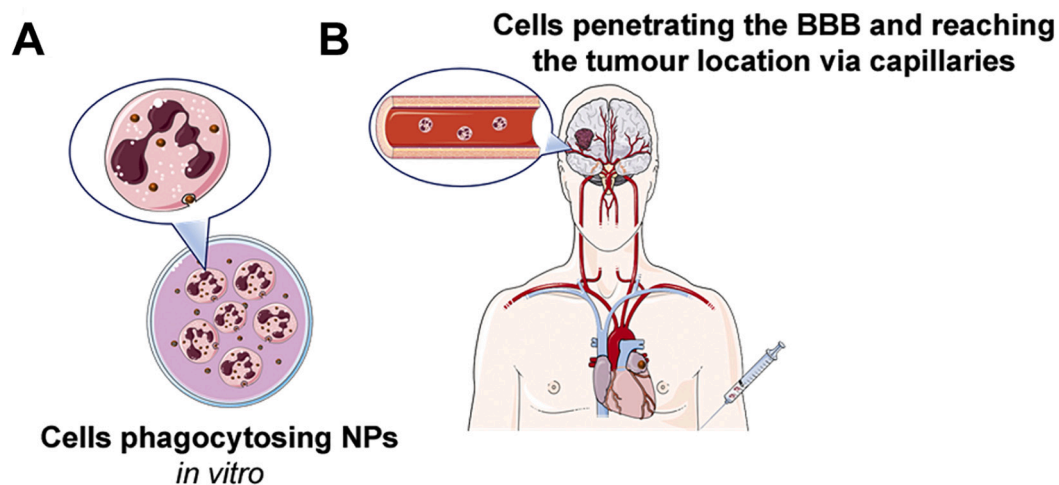 A
B
Cells penetrating the BBB and reaching
the tumour location via capillaries
Cells phagocytosing NPs
in vitro